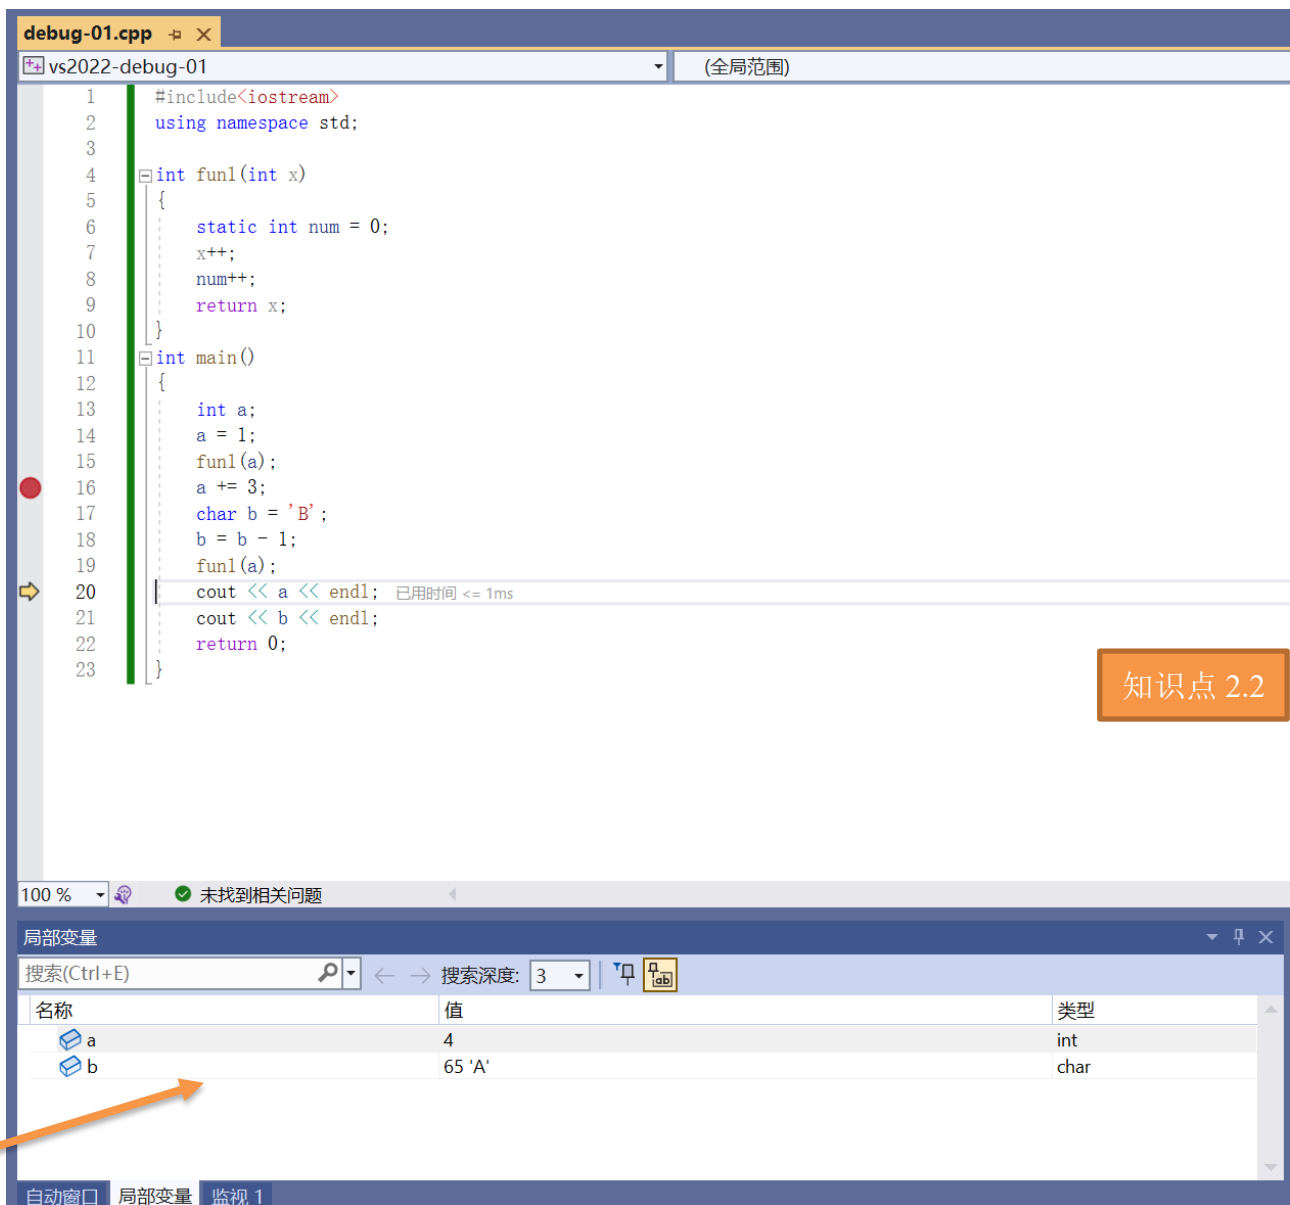 debug-01.cpp
vs2022-debug-01 (全局范围)
1 #include<iostream>
2 using namespace std;
3
4 int fun1(int x)
5 {
6 static int num = 0;
7 x++;
8 num++;
9 return x;
10 }
11 int main()
12 {
13 int a;
14 a = 1;
15 fun1(a);
16 a += 3;
17 char b = 'B';
18 b = b - 1;
19 fun1(a);
20 cout << a << endl; 已用时间 <= 1ms
21 cout << b << endl;
22 return 0;
23 }
知识点 2.2
100 % 未找到相关问题
局部变量
搜索(Ctrl+E) 搜索深度: 3
名称 值 类型
a 4 int
b 65 'A' char
自动窗口 局部变量 监视 1